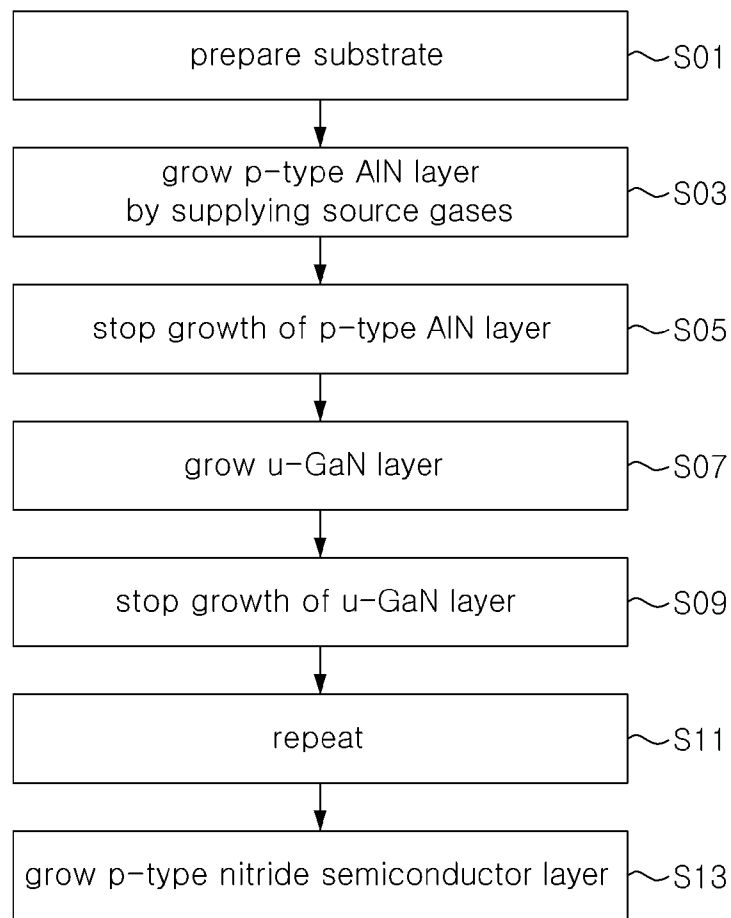 prepare substrate
S01
grow p-type AlN layer
by supplying source gases
S03
stop growth of p-type AlN layer
S05
grow u-GaN layer
S07
stop growth of u-GaN layer
S09
repeat
S11
grow p-type nitride semiconductor layer
S13